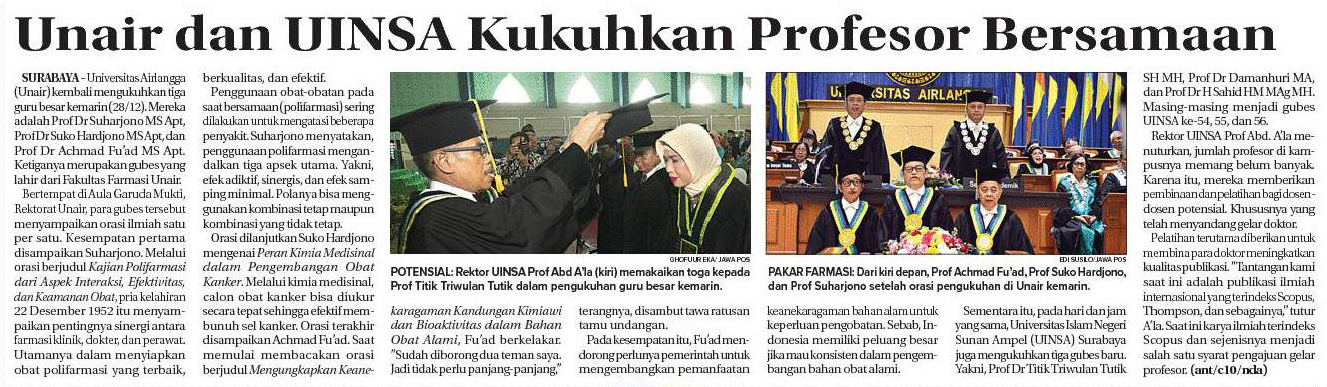 Unair dan UINSA Kukuhkan Profesor Bersamaan
SURABAYA – Universitas Airlangga
(Unair) kembali mengukuhkan tiga
guru besar kemarin (28/12). Mereka
adalah Prof Dr Suharjono MS Apt,
Prof Dr Suko Hardjono MS Apt, dan
Prof Dr Achmad Fu'ad MS Apt.
Ketiganya merupakan gubes yang
lahir dari Fakultas Farmasi Unair.
Bertempat di Aula Garuda Mukti,
Rektorat Unair, para gubes tersebut
menyampaikan orasi ilmiah satu
per satu. Kesempatan pertama
disampaikan Suharjono. Melalui
orasi berjudul Kajian Polifarmasi
dari Aspek Interaksi, Efektivitas,
dan Keamanan Obat, pria kelahiran
22 Desember 1952 itu menyam-
paikan pentingnya sinergi antara
farmasi klinik, dokter, dan perawat.
Utamanya dalam menyiapkan
obat polifarmasi yang terbaik,
berkualitas, dan efektif.
Penggunaan obat-obatan pada
saat bersamaan (polifarmasi) sering
dilakukan untuk mengatasi beberapa
penyakit. Suharjono menyatakan,
penggunaan polifarmasi mengan-
dalkan tiga apsek utama. Yakni,
efek adiktif, sinergis, dan efek sam-
ping minimal. Polanya bisa meng-
gunakan kombinasi tetap maupun
kombinasi yang tidak tetap.
Orasi dilanjutkan Suko Hardjono
mengenai Peran Kimia Medisinal
dalam Pengembangan Obat
Kanker. Melalui kimia medisinal,
calon obat kanker bisa diukur
secara tepat sehingga efektif mem-
bunuh sel kanker. Orasi terakhir
disampaikan Achmad Fu'ad. Saat
memulai membacakan orasi
berjudul Mengungkapkan Keane-
GHOFUUR EKA/JAWA POS
POTENSIAL: Rektor UINSA Prof Abd A'la (kiri) memakaikan toga kepada
Prof Titik Triwulan Tutik dalam pengukuhan guru besar kemarin.
karagaman Kandungan Kimiawi
dan Bioaktivitas dalam Bahan
Obat Alami, Fu'ad berkelakar.
"Sudah diborong dua teman saya.
Jadi tidak perlu panjang-panjang,"
terangnya, disambut tawa ratusan
tamu undangan.
Pada kesempatan itu, Fu'ad men-
dorong perlunya pemerintah untuk
mengembangkan pemanfaatan
UNIVERSITAS AIRLANG
EDI SUSILO/JAWA POS
PAKAR FARMASI: Dari kiri depan, Prof Achmad Fu'ad, Prof Suko Hardjono,
dan Prof Suharjono setelah orasi pengukuhan di Unair kemarin.
keanekaragaman bahan alam untuk
keperluan pengobatan. Sebab, In-
donesia memiliki peluang besar
jika mau konsisten dalam pengem-
bangan bahan obat alami.
Sementara itu, pada hari dan jam
yang sama, Universitas Islam Negeri
Sunan Ampel (UINSA) Surabaya
juga mengukuhkan tiga gubes baru.
Yakni, Prof Dr Titik Triwulan Tutik
SH MH, Prof Dr Damanhuri MA,
dan Prof Dr H Sahid HM MAg MH.
Masing-masing menjadi gubes
UINSA ke-54, 55, dan 56.
Rektor UINSA Prof Abd. A'la me-
nuturkan, jumlah profesor di kam-
pusnya memang belum banyak.
Karena itu, mereka memberikan
pembinaan dan pelatihan bagi dosen-
dosen potensial. Khususnya yang
telah menyandang gelar doktor.
Pelatihan terutama diberikan untuk
membina para doktor meningkatkan
kualitas publikasi. "Tantangan kami
saat ini adalah publikasi ilmiah
internasional yang terindeks Scopus,
Thompson, dan sebagainya," tutur
A'la. Saat ini karya ilmiah terindeks
Scopus dan sejenisnya menjadi
salah satu syarat pengajuan gelar
profesor. (ant/c10/nda)